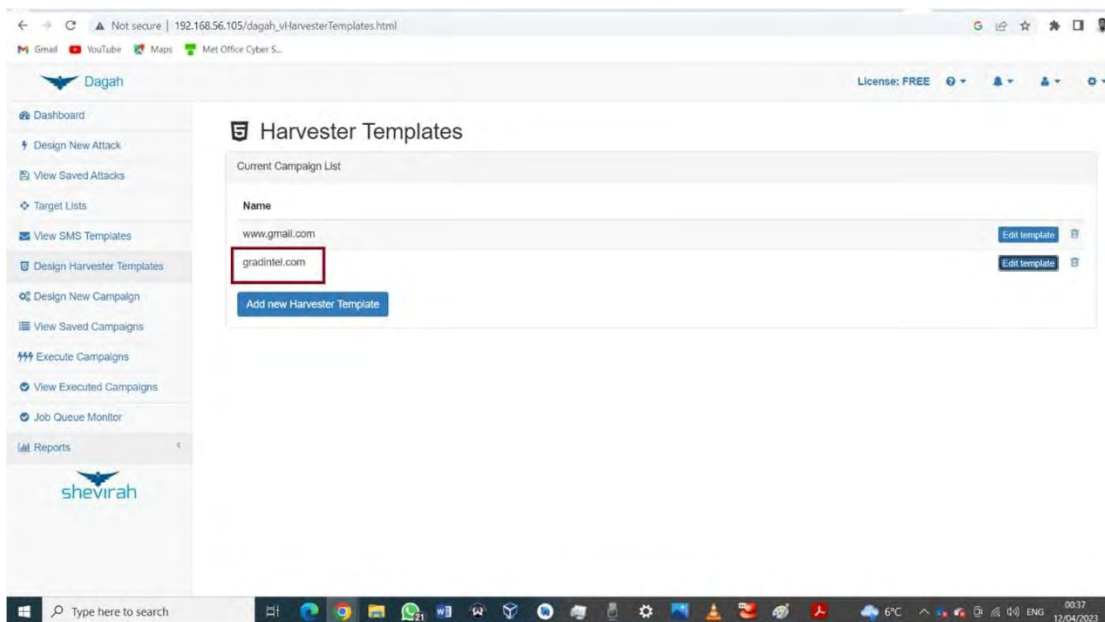 Not secure | 192.168.56.105/dagah_vHarvesterTemplates.html
Gmail YouTube Maps Met Office Cyber S...
Dagah
License: FREE
Dashboard
Design New Attack
View Saved Attacks
Target Lists
View SMS Templates
Design Harvester Templates
Design New Campaign
View Saved Campaigns
Execute Campaigns
View Executed Campaigns
Job Queue Monitor
Reports
shevirah
Harvester Templates
Current Campaign List
Name
www.gmail.com Edit template
gradintel.com Edit template
Add new Harvester Template
Type here to search
21
6°C
ENG
00:37
12/04/2023